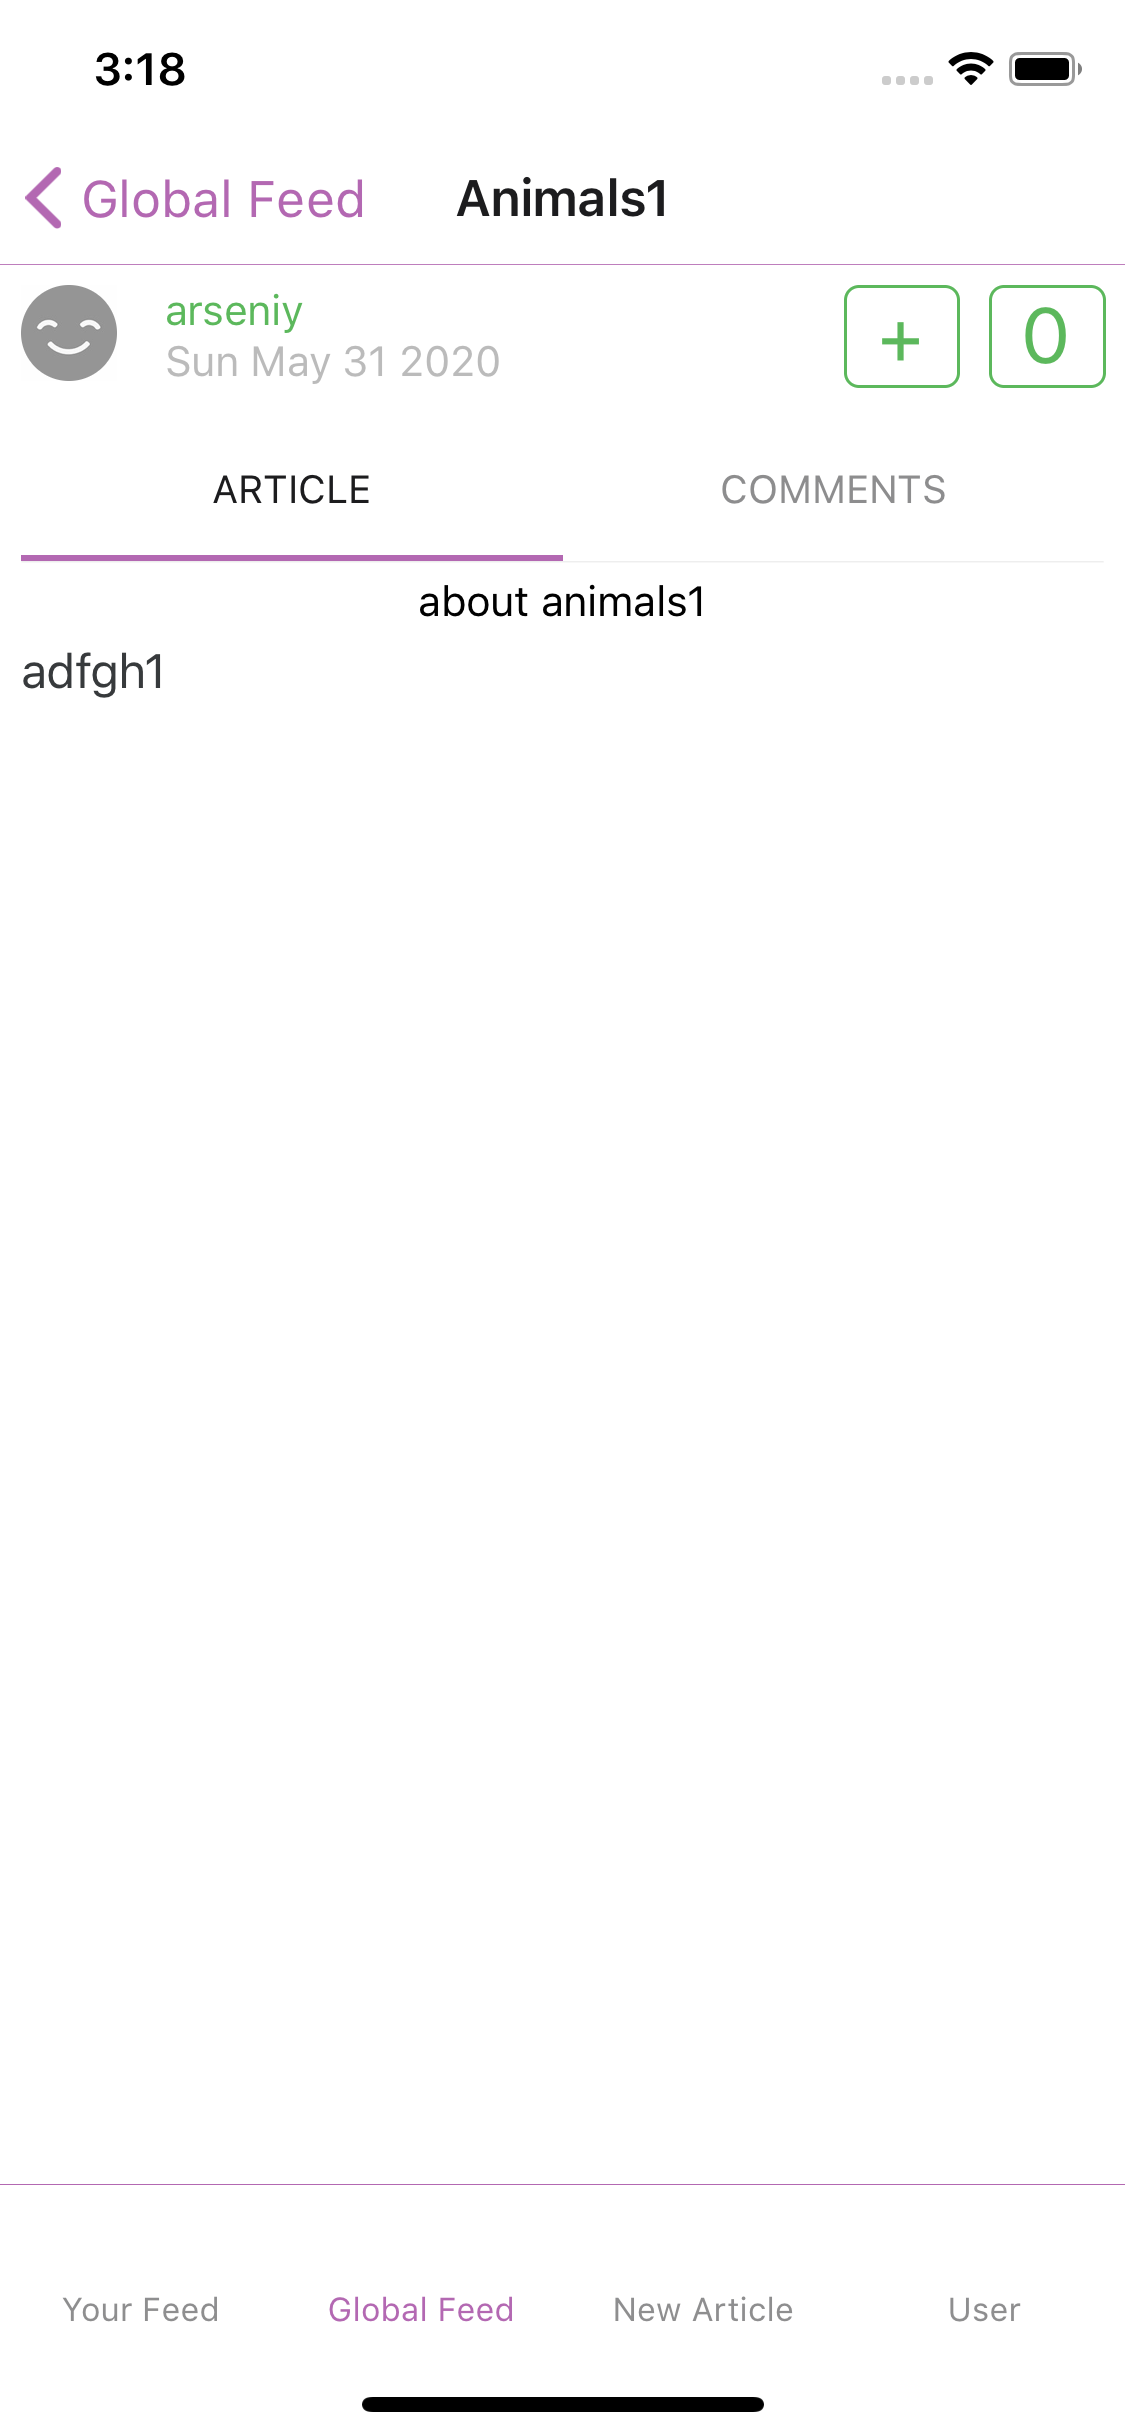 3:18
Global Feed
Animals1
arseniy
Sun May 31 2020
+
0
ARTICLE
COMMENTS
about animals1
adfgh1
Your Feed
Global Feed
New Article
User